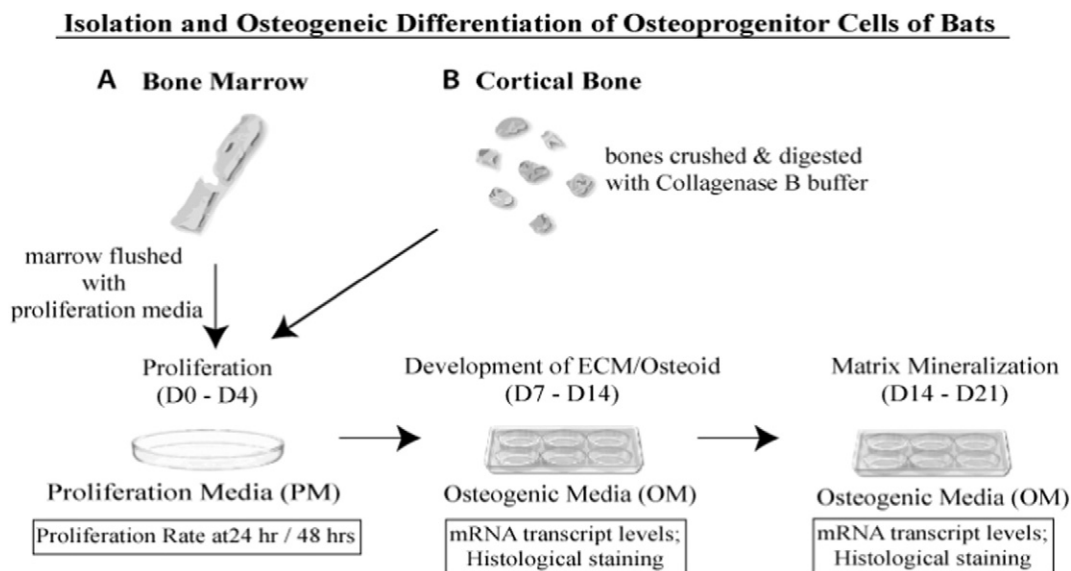 Isolation and Osteogeneic Differentiation of Osteoprogenitor Cells of Bats
A Bone Marrow
B Cortical Bone
bones crushed & digested
with Collagenase B buffer
marrow flushed
with
proliferation media
Proliferation
(D0 - D4)
Proliferation Media (PM)
Proliferation Rate at24 hr / 48 hrs
Development of ECM/Osteoid
(D7 - D14)
Osteogenic Media (OM)
mRNA transcript levels;
Histological staining
Matrix Mineralization
(D14 - D21)
Osteogenic Media (OM)
mRNA transcript levels;
Histological staining